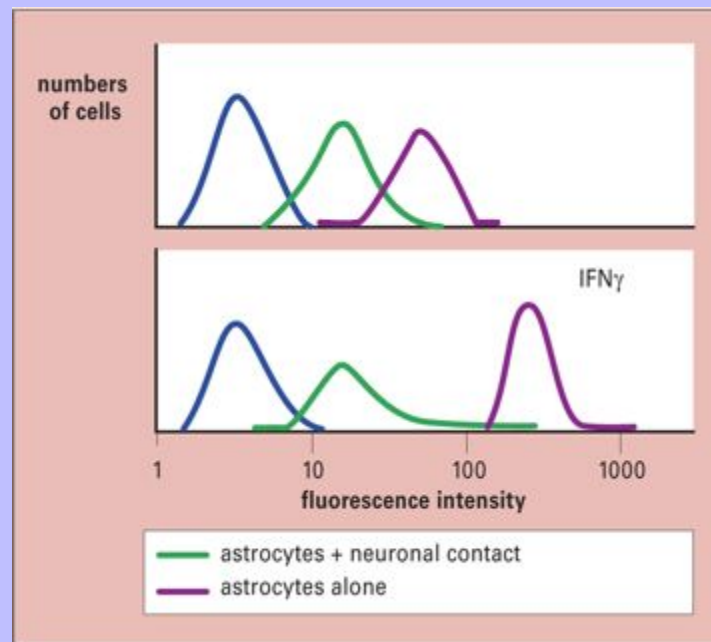 numbers
of cells
IFNγ
1 10 100 1000
fluorescence intensity
astrocytes + neuronal contact
astrocytes alone